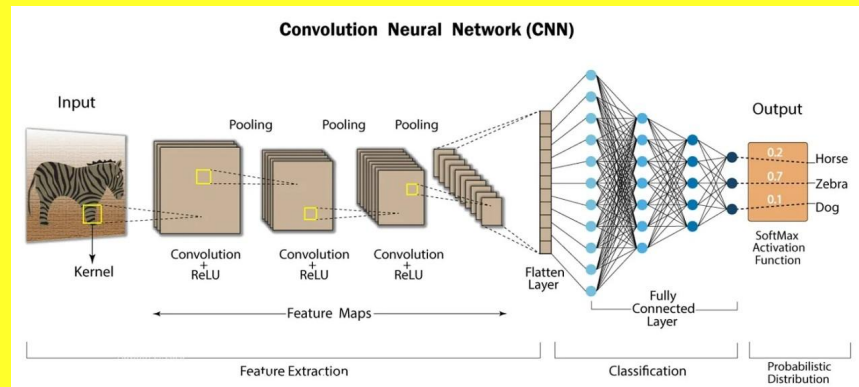 Convolution Neural Network (CNN)
Input
Output
Pooling
Pooling
Pooling
0.2
Horse
0.7
Zebra
0.1
Dog
Kernel
Convolution
+
ReLU
Convolution
+
ReLU
Convolution
+
ReLU
Flatten
Layer
SoftMax
Activation
Function
Fully
Connected
Layer
Feature Maps
Feature Extraction
Classification
Probabilistic
Distribution